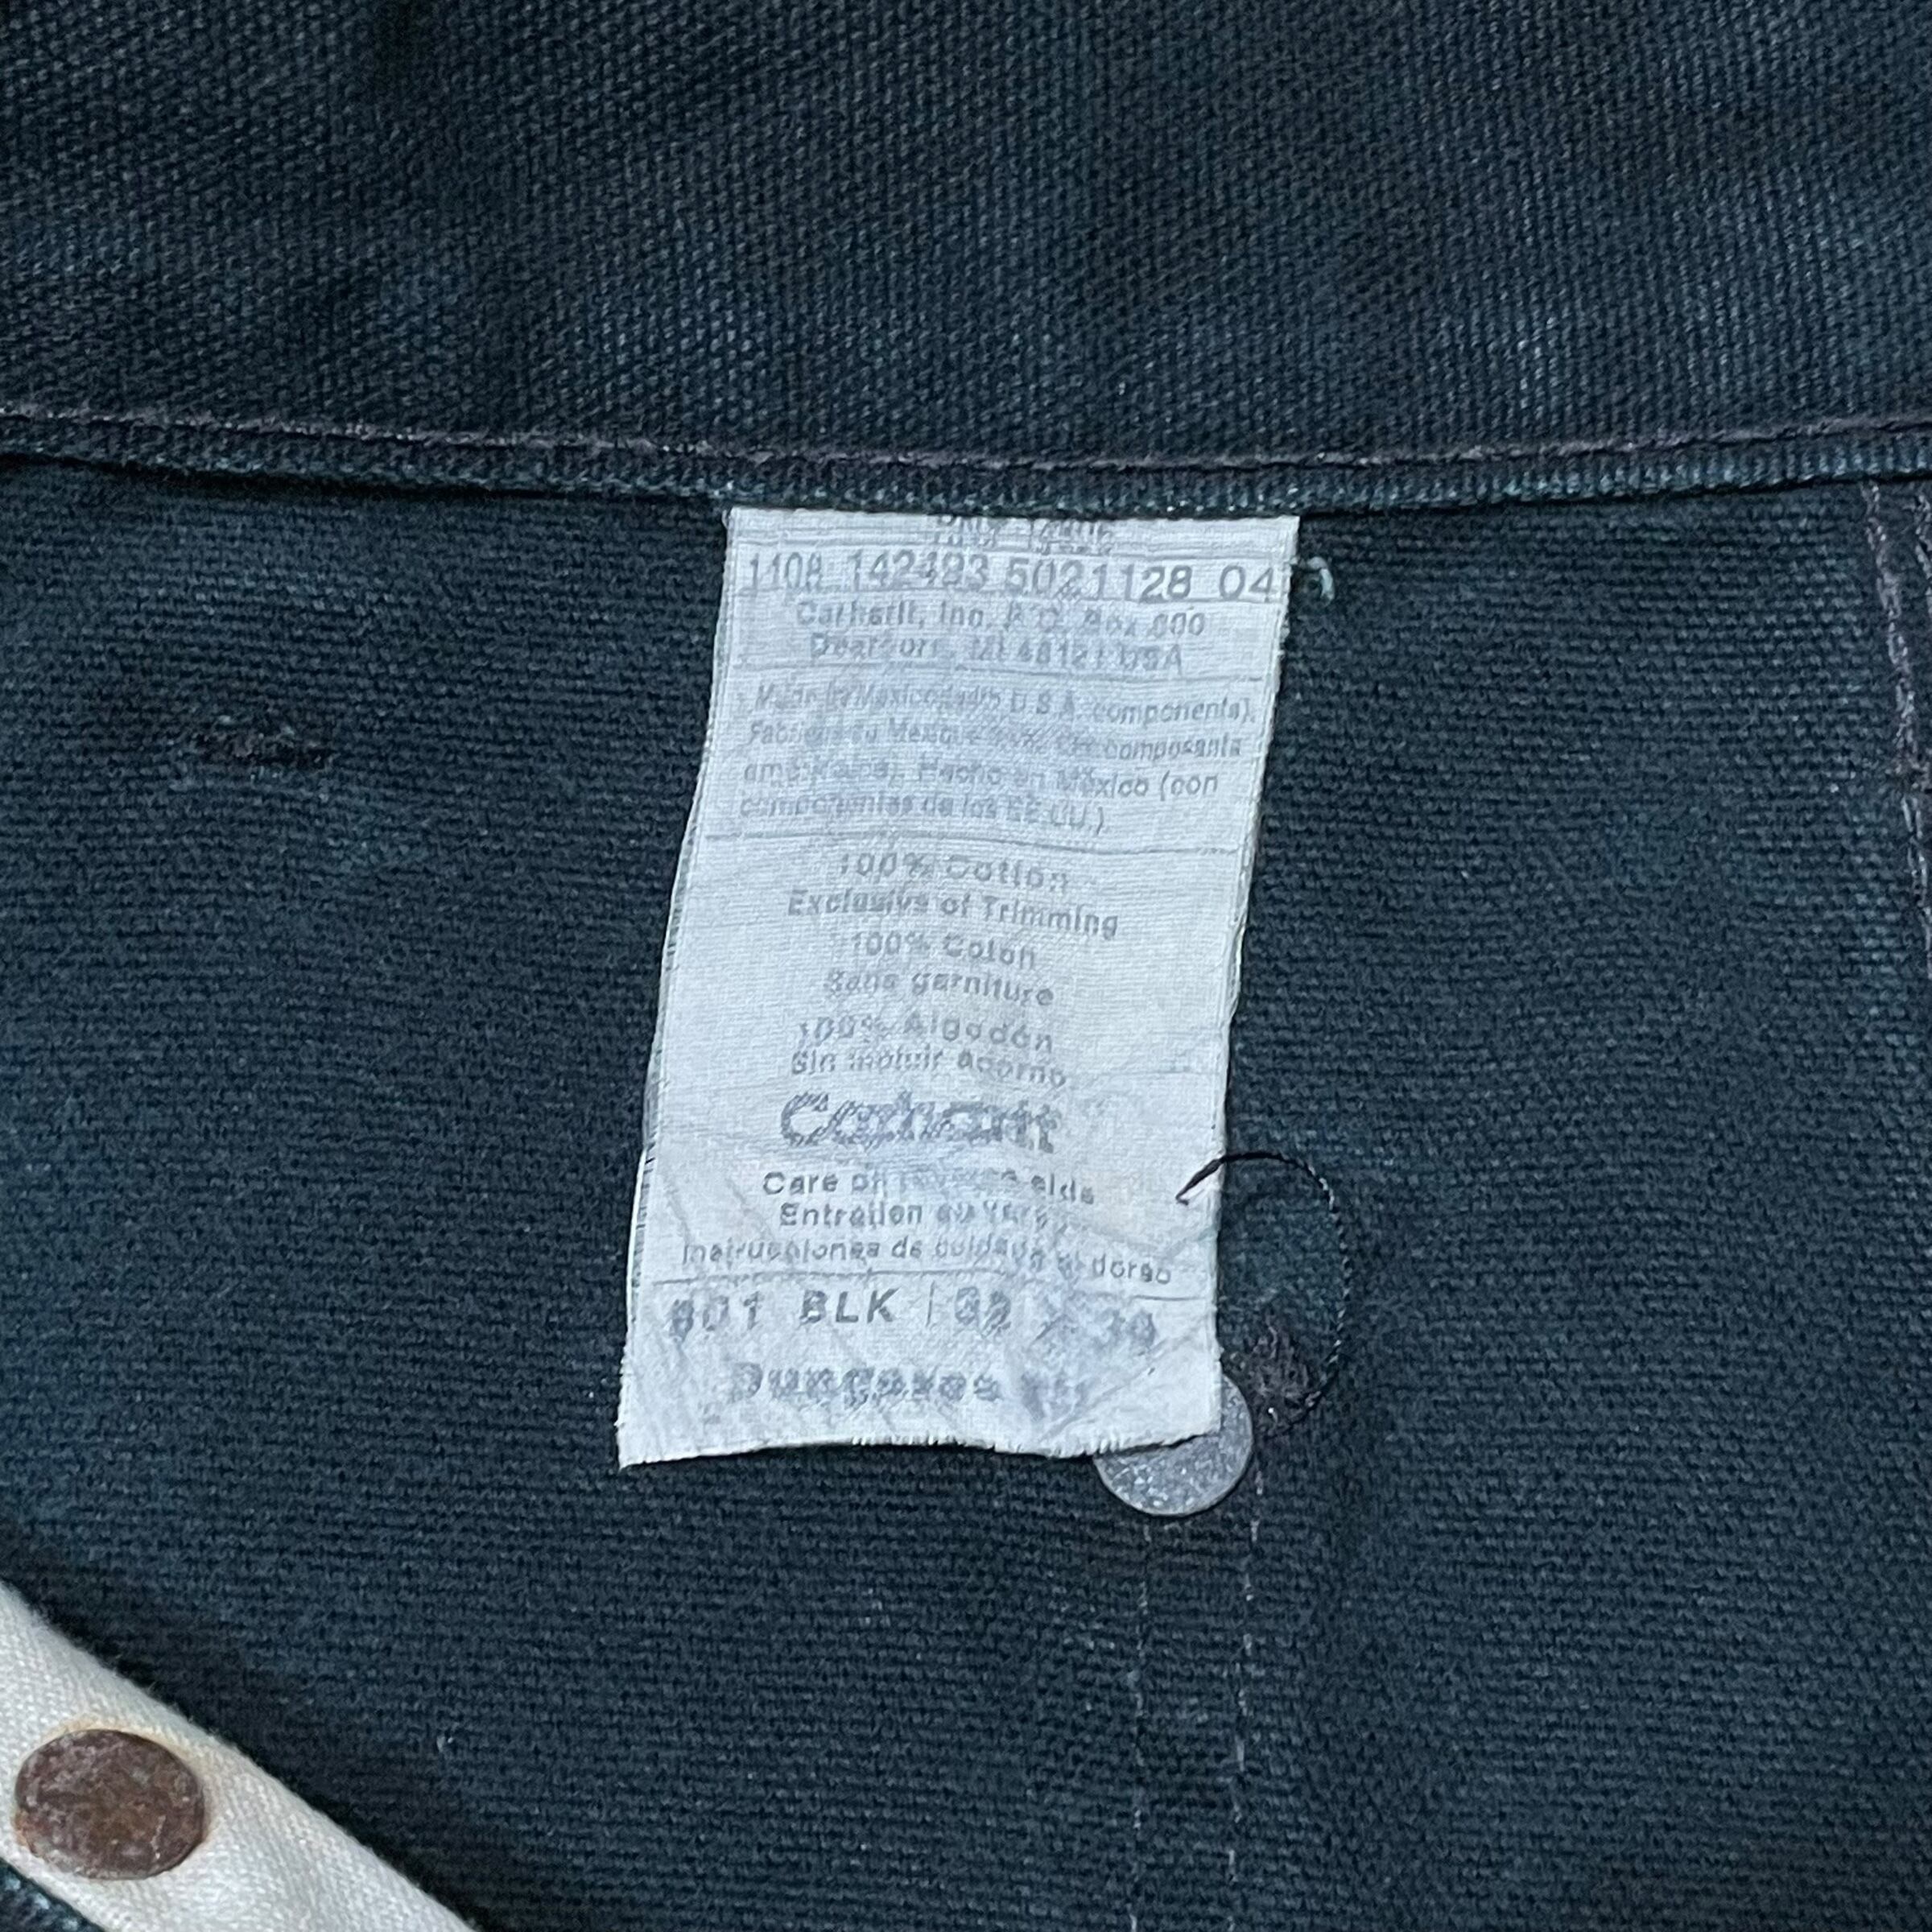 142483 5021128 04
Carhartt, Inc. P.O. Box 600
Dearborn, MI 48121 USA
Made in Mexico (with U.S.A. components).
Mexique composants
Hecho en México (con
componentes de los EE.UU.).
100% Cotton
Exclusive of Trimming
100% Coton
Sans garniture
100% Algodón
Sin incluir adorno
Carhartt
Care on reverse side
Entretien au verso
Instrucciones de cuidado al dorso
BLK
Dungarees